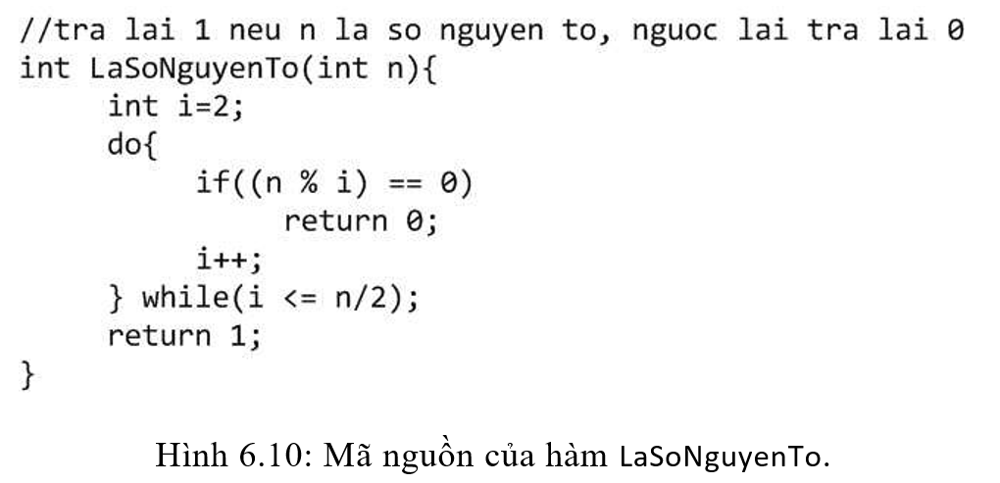 //tra lai 1 neu n la so nguyen to, nguoc lai tra lai 0
int LaSoNguyenTo(int n){
int i=2;
do{
if((n % i) == 0)
return 0;
i++;
} while(i <= n/2);
return 1;
}
Hình 6.10: Mã nguồn của hàm LaSoNguyenTo.